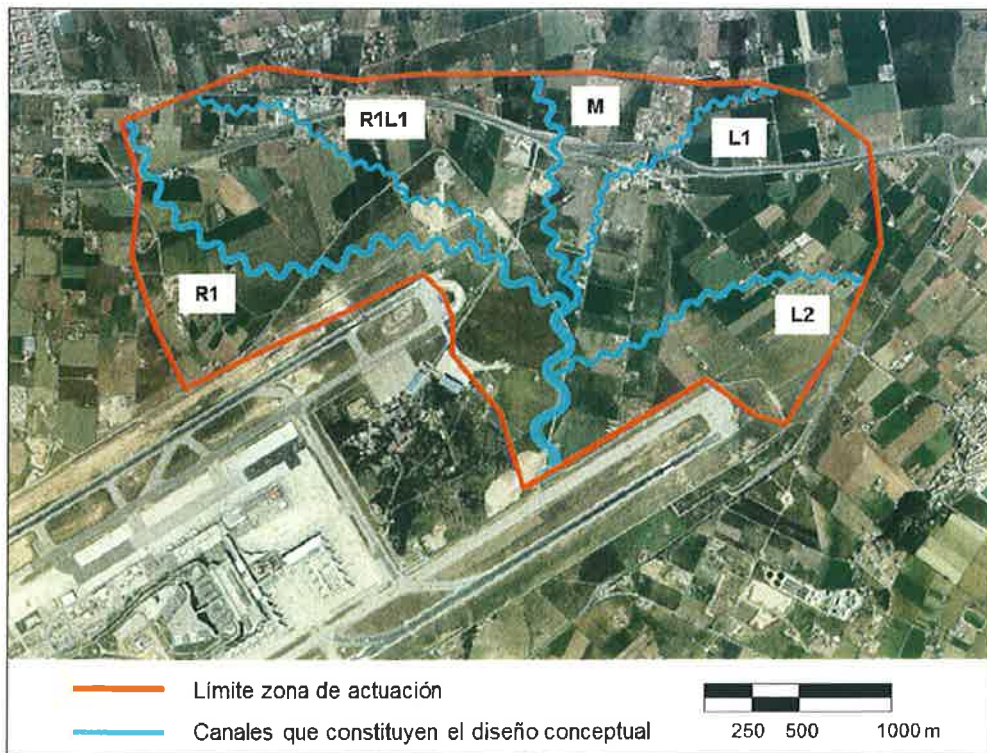 R1L1
M
L1
R1
L2
Límite zona de actuación
Canales que constituyen el diseño conceptual
250 500 1000 m